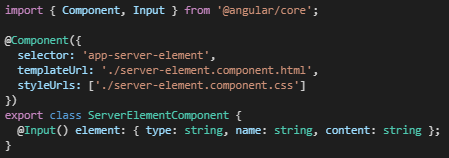 import { Component, Input } from '@angular/core';
@Component({
selector: 'app-server-element',
templateUrl: './server-element.component.html',
styleUrls: ['./server-element.component.css']
})
export class ServerElementComponent {
@Input() element: { type: string, name: string, content: string };
}